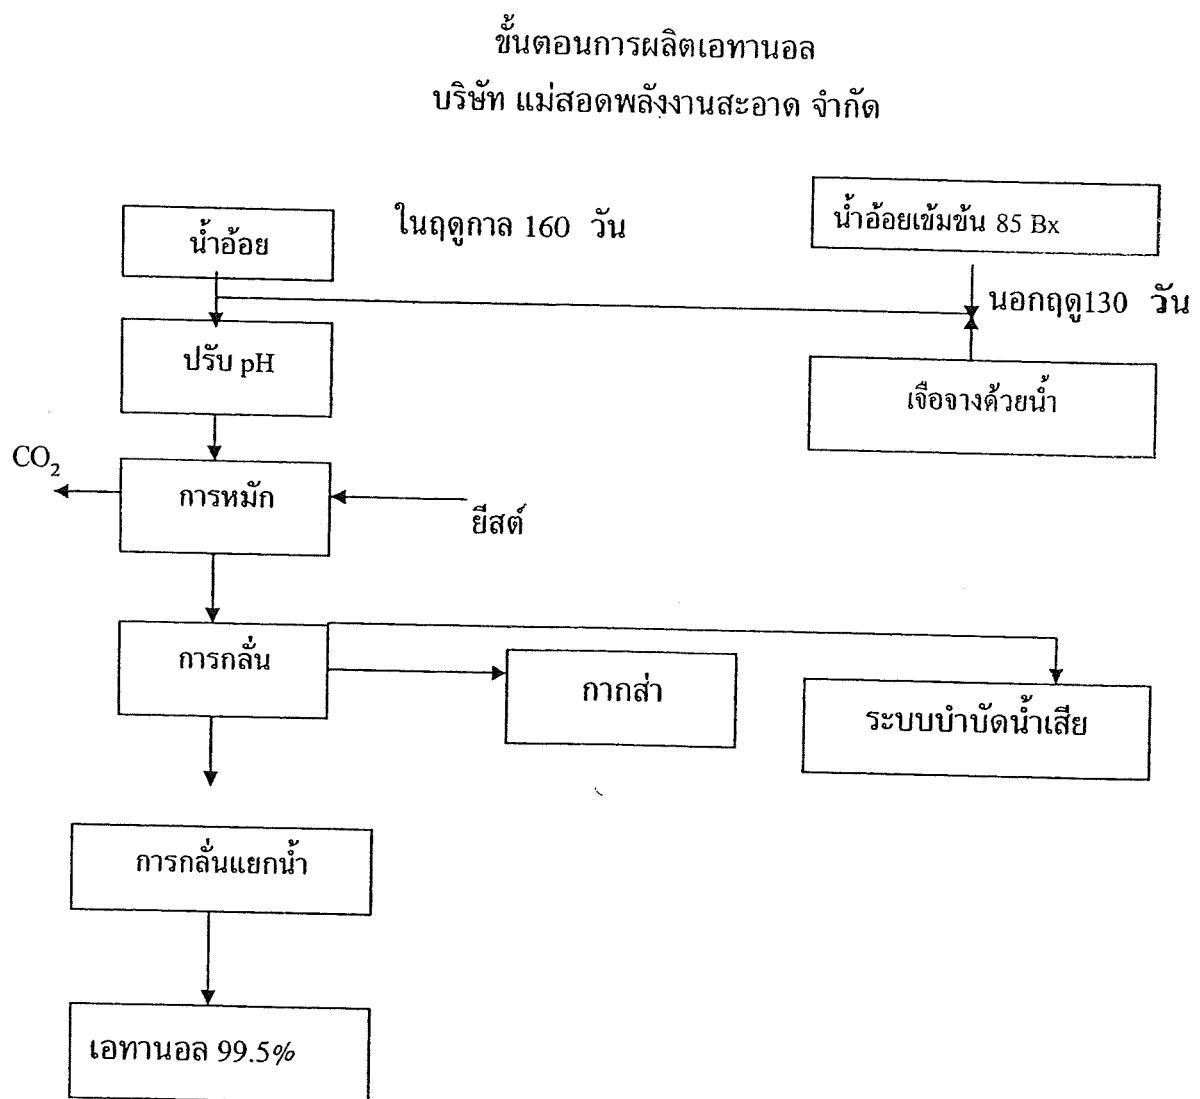 ขั้นตอนการผลิตเอทานอล
บริษัท แม่สอดพลังงานสะอาด จำกัด
น้ำอ้อย
ในฤดูกาล 160 วัน
น้ำอ้อยเข้มข้น 85 Bx
นอกฤดู130 วัน
ปรับ pH
เจือจางด้วยน้ำ
CO₂
การหมัก
ยีสต์
การกลั่น
กากส่า
ระบบบำบัดน้ำเสีย
การกลั่นแยกน้ำ
เอทานอล 99.5%